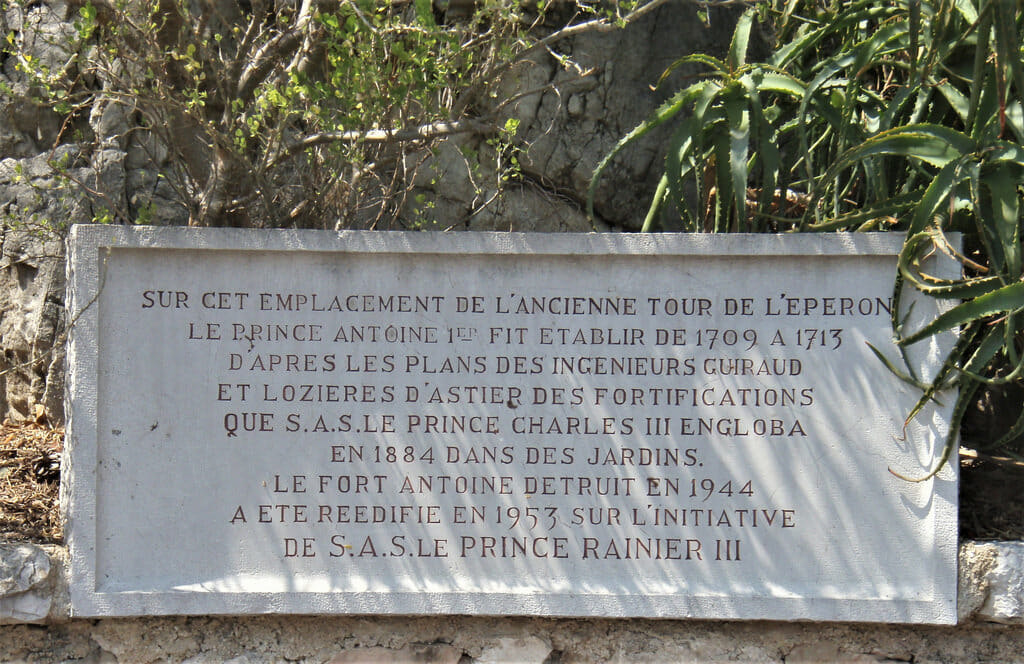 SUR CET EMPLACEMENT DE L'ANCIENNE TOUR DE L'EPERON
LE PRINCE ANTOINE 1ER FIT ETABLIR DE 1709 A 1713
D'APRES LES PLANS DES INGENIEURS GUIRAUD
ET LOZIERES D'ASTIER DES FORTIFICATIONS
QUE S.A.S.LE PRINCE CHARLES III ENGLOBA
EN 1884 DANS DES JARDINS.
LE FORT ANTOINE DETRUIT EN 1944
A ETE REEDIFIE EN 1953 SUR L'INITIATIVE
DE S.A.S.LE PRINCE RAINIER III